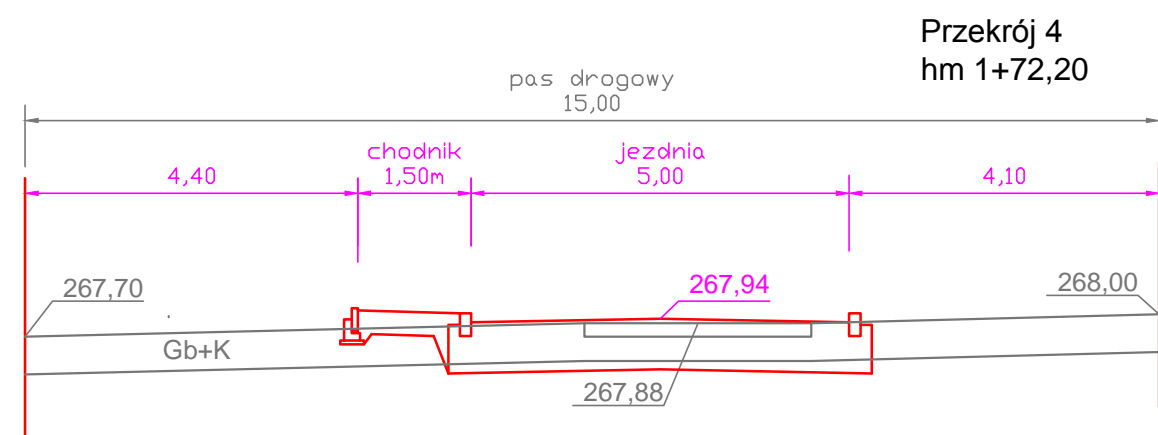 Przekrój 4
hm 1+72,20
pas drogowy
15,00
chodnik
jezdnia
4,40
1,50m
5,00
4,10
267,70
267,94
268,00
Gb+K
267,88